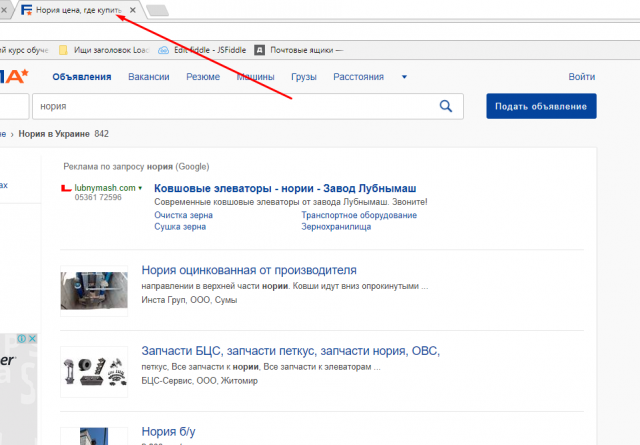 Нория цена, где купить
й курс обуче
Ищи заголовок Loa
Edit fiddle - JSFiddle
Почтовые ящики —
МА
Объявления Вакансии Резюме Машины Грузы Расстояния
Войти
нория
Подать объявление
ие › Нория в Украине 842
ах
Реклама по запросу нория (Google)
lubnymash.com
05361 72596
Ковшовые элеваторы - нории - Завод Лубнымаш
Современные ковшовые элеваторы от завода Лубнымаш. Звоните!
Очистка зерна Транспортное оборудование
Сушка зерна Зернохранилища
Нория оцинкованная от производителя
направлении в верхней части нории. Ковши идут вниз опрокинутыми ...
Инста Груп, ООО, Сумы
Запчасти БЦС, запчасти петкус, запчасти нория, ОВС,
петкус, Все запчасти к нории, Все запчасти к элеваторам ...
БЦС-Сервис, ООО, Житомир
er
Нория б/у